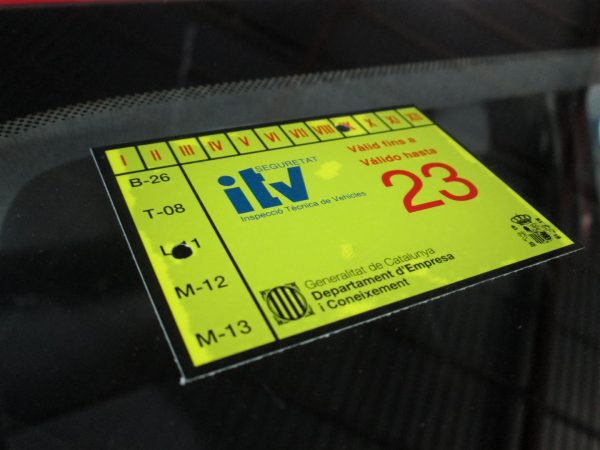 I II III IV V VI VII VIII X XI XII
B-26
T-08
M-12
M-13
SEGURETAT
itv
Inspecció Tècnica de Vehicles
Vàlid fins a
Válido hasta
23
Generalitat de Catalunya
Departament d'Empresa
i Coneixement